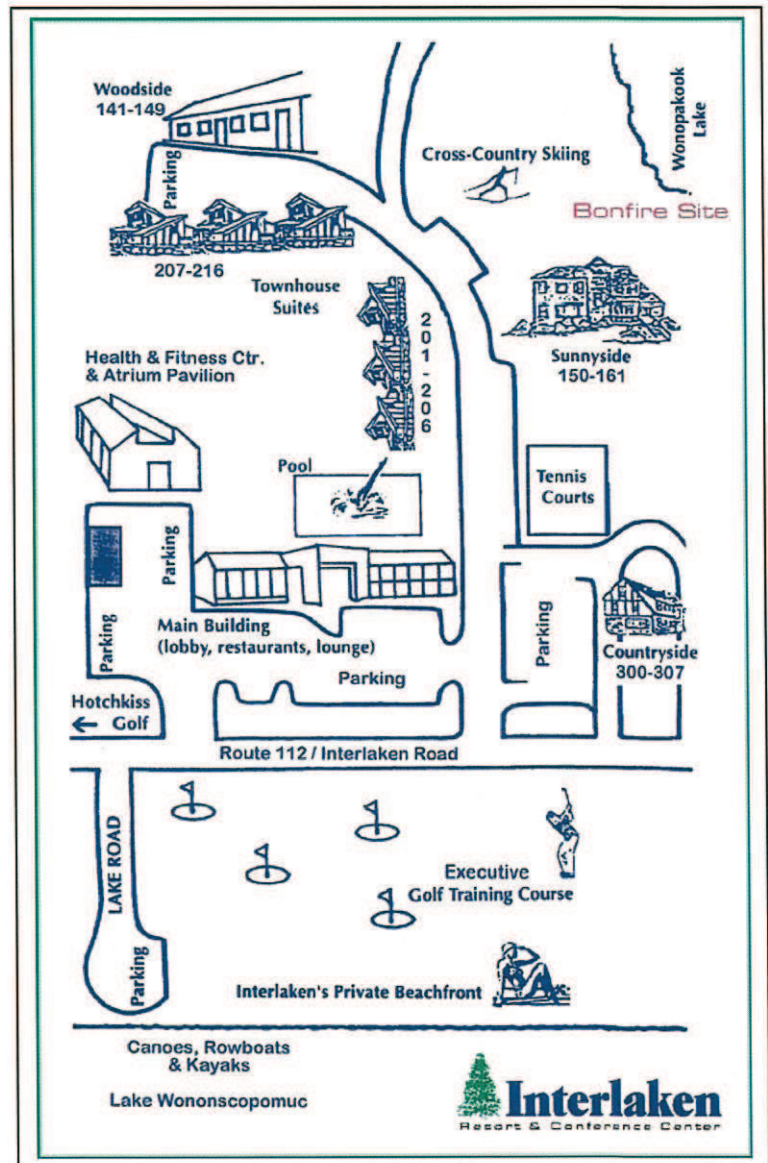 Woodside
141-149
Parking
207-216
Cross-Country Skiing
Wonopakook
Lake
Bonfire Site
Townhouse
Suites
201-206
Sunnyside
150-161
Health & Fitness Ctr.
& Atrium Pavilion
Pool
Tennis
Courts
Parking
Parking
Main Building
(lobby, restaurants, lounge)
Parking
Parking
Countryside
300-307
Hotchkiss
Golf
Route 112 / Interlaken Road
LAKE ROAD
Parking
Executive
Golf Training Course
Interlaken's Private Beachfront
Canoes, Rowboats
& Kayaks
Lake Wononscopomuc
Interlaken
Resort & Conference Center